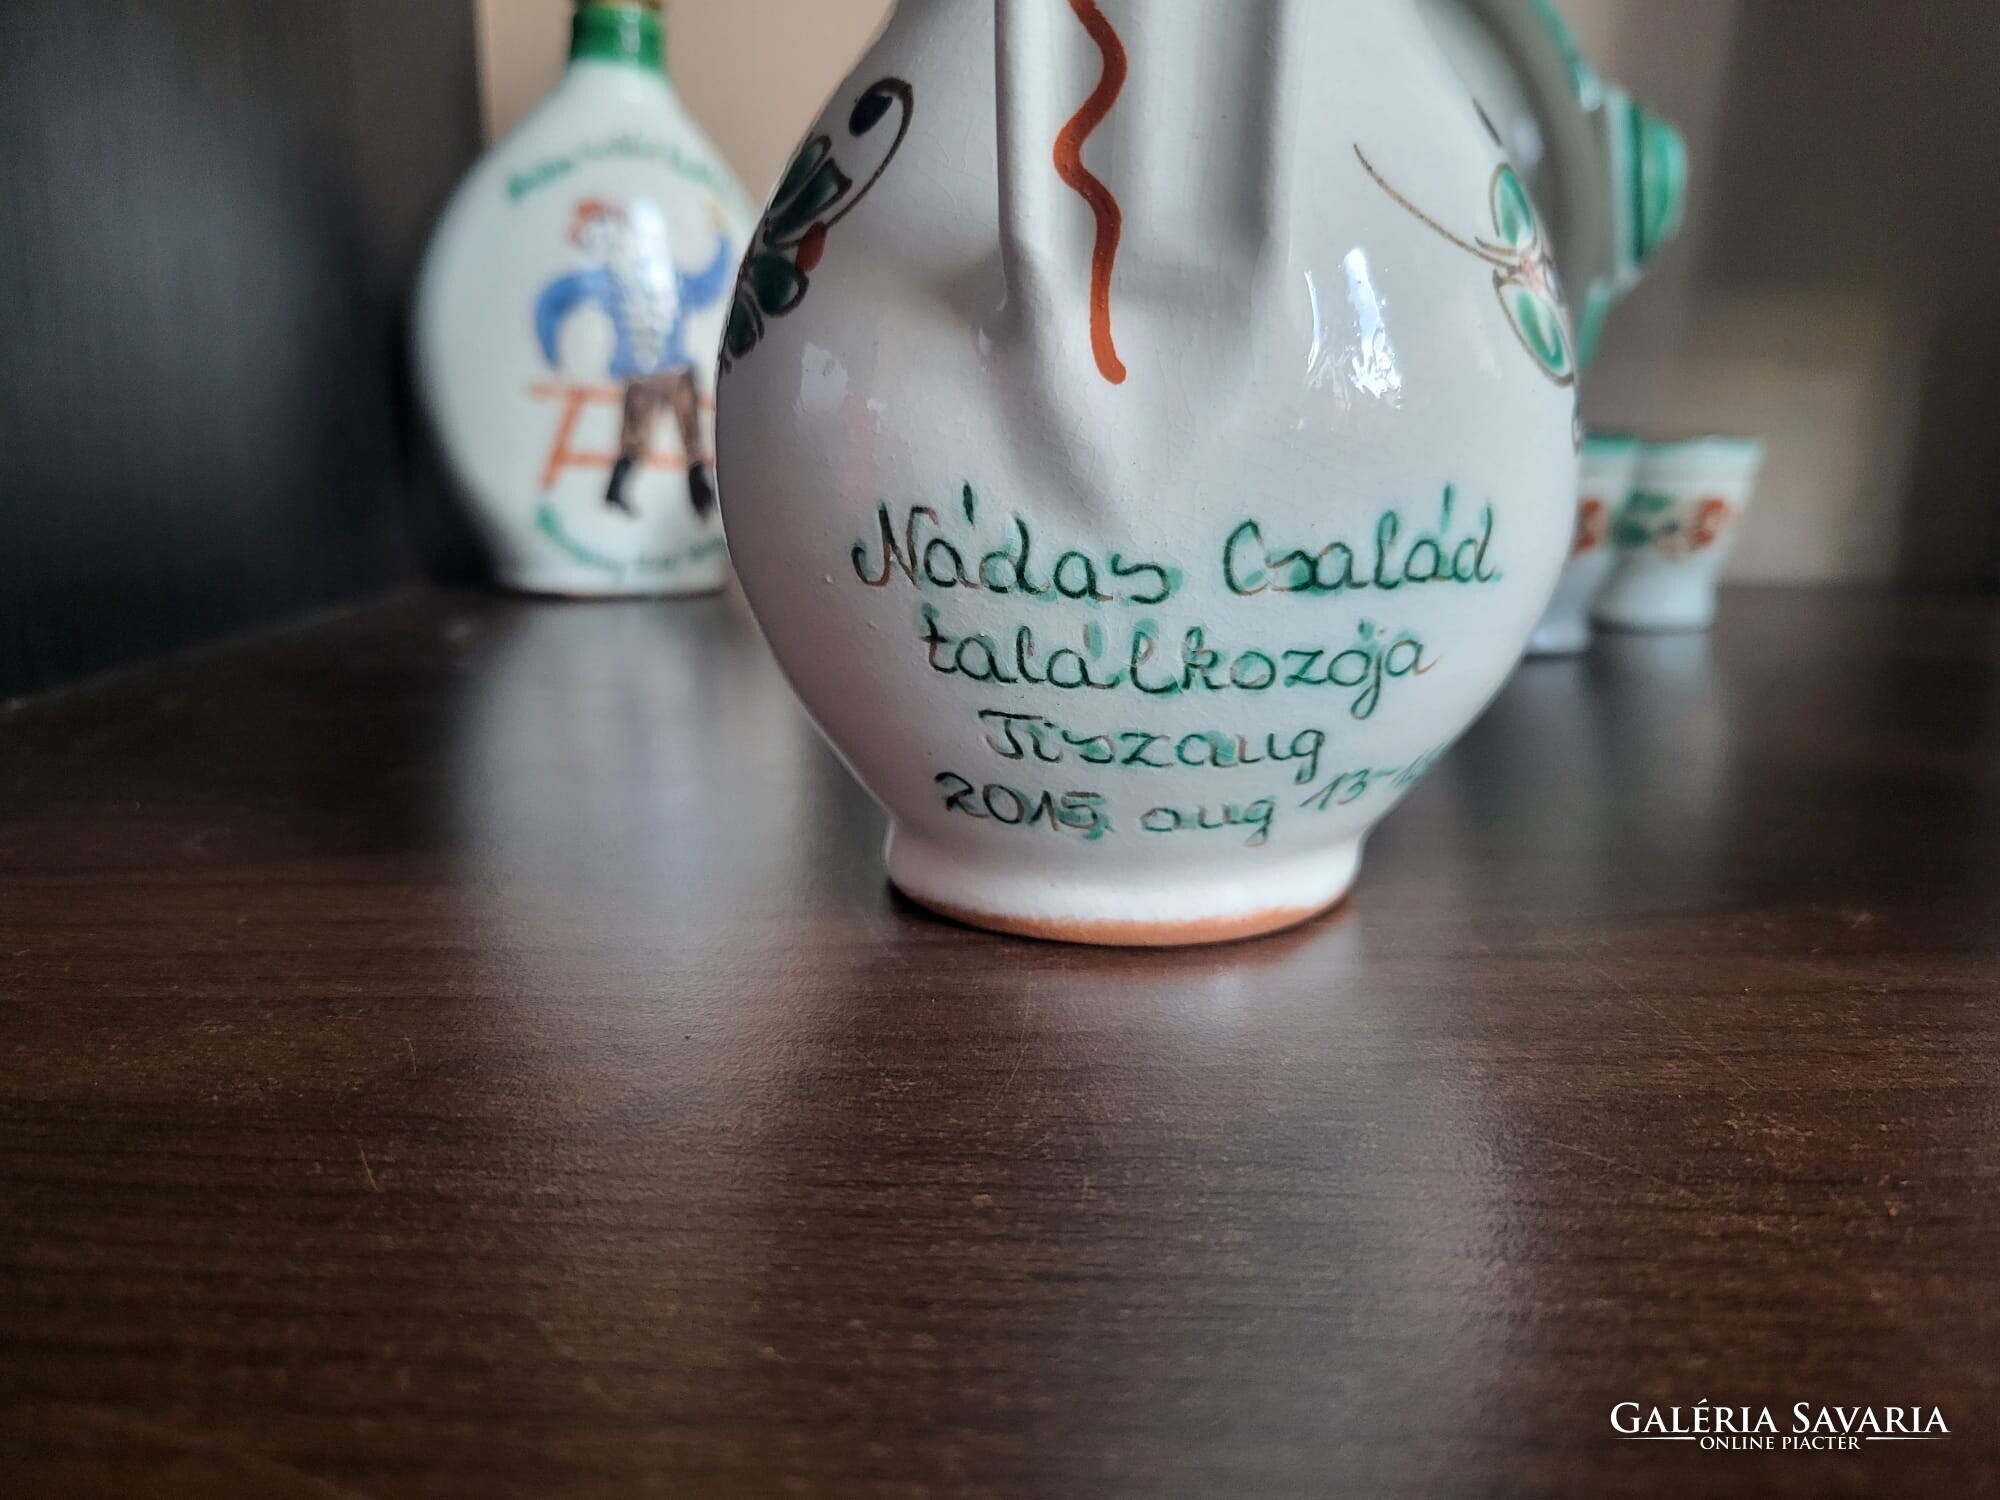 Nádas Család
találkozója
Tiszaug
2015. aug 13-
GALÉRIA SAVARIA
ONLINE PIACTÉR